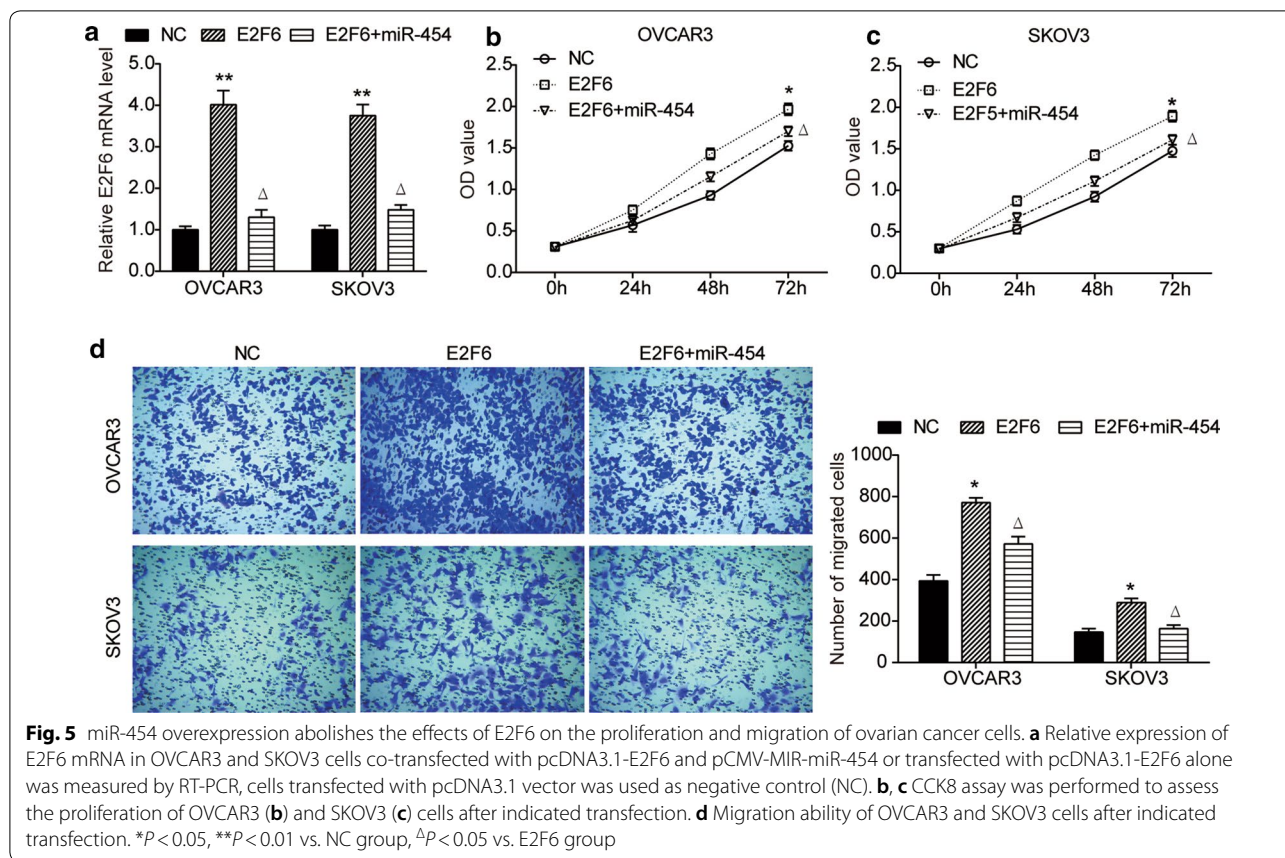 a
NC E2F6 E2F6+miR-454
Relative E2F6 mRNA level
5.0
4.0
3.0
2.0
1.0
0.0
** **
Δ Δ
OVCAR3 SKOV3
b
OVCAR3
NC
E2F6
E2F6+miR-454
OD value
2.5
2.0
1.5
1.0
0.5
0.0
*
Δ
0h 24h 48h 72h
c
SKOV3
NC
E2F6
E2F5+miR-454
OD value
2.5
2.0
1.5
1.0
0.5
0.0
*
Δ
0h 24h 48h 72h
d
NC E2F6 E2F6+miR-454
OVCAR3
SKOV3
NC E2F6 E2F6+miR-454
Number of migrated cells
1000
800
600
400
200
0
* Δ
* Δ
OVCAR3 SKOV3
Fig. 5 miR-454 overexpression abolishes the effects of E2F6 on the proliferation and migration of ovarian cancer cells. a Relative expression of
E2F6 mRNA in OVCAR3 and SKOV3 cells co-transfected with pcDNA3.1-E2F6 and pCMV-MIR-miR-454 or transfected with pcDNA3.1-E2F6 alone
was measured by RT-PCR, cells transfected with pcDNA3.1 vector was used as negative control (NC). b, c CCK8 assay was performed to assess
the proliferation of OVCAR3 (b) and SKOV3 (c) cells after indicated transfection. d Migration ability of OVCAR3 and SKOV3 cells after indicated
transfection. *P < 0.05, **P < 0.01 vs. NC group, ΔP < 0.05 vs. E2F6 group